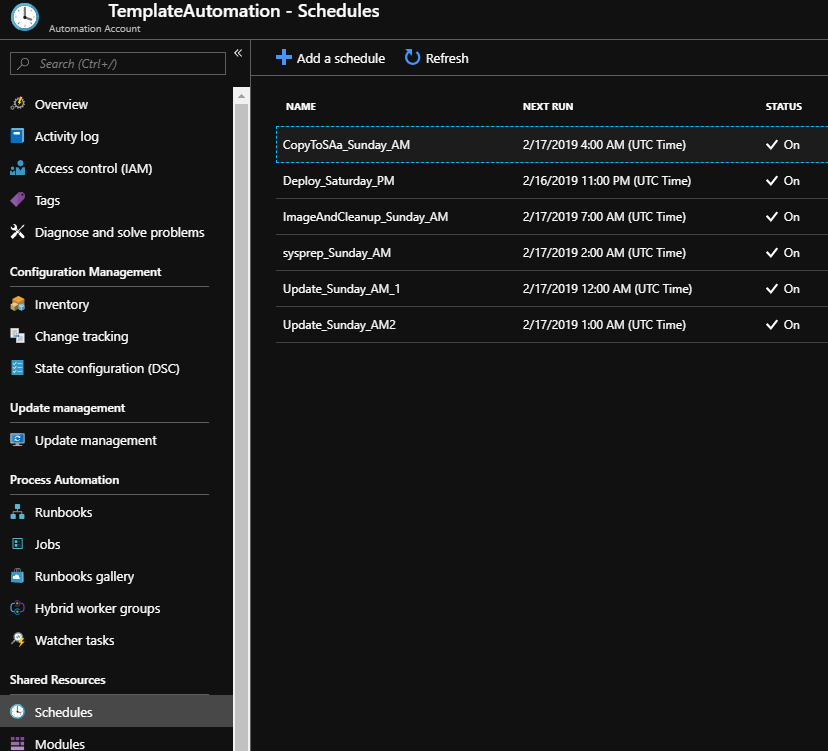 TemplateAutomation - Schedules
Automation Account
Search (Ctrl+/)
«
Overview
Activity log
Access control (IAM)
Tags
Diagnose and solve problems
Configuration Management
Inventory
Change tracking
State configuration (DSC)
Update management
Update management
Process Automation
Runbooks
Jobs
Runbooks gallery
Hybrid worker groups
Watcher tasks
Shared Resources
Schedules
Modules
Add a schedule Refresh
NAME NEXT RUN STATUS
CopyToSAa_Sunday_AM 2/17/2019 4:00 AM (UTC Time) On
Deploy_Saturday_PM 2/16/2019 11:00 PM (UTC Time) On
ImageAndCleanup_Sunday_AM 2/17/2019 7:00 AM (UTC Time) On
sysprep_Sunday_AM 2/17/2019 2:00 AM (UTC Time) On
Update_Sunday_AM_1 2/17/2019 12:00 AM (UTC Time) On
Update_Sunday_AM2 2/17/2019 1:00 AM (UTC Time) On